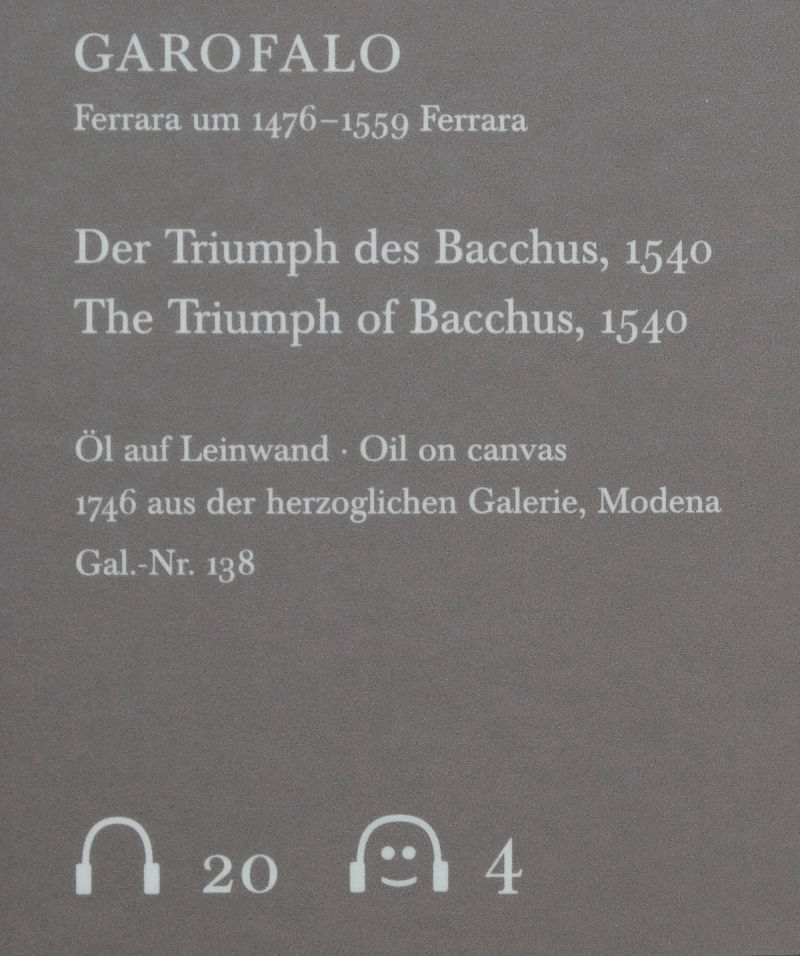 GAROFALO
Ferrara um 1476–1559 Ferrara
Der Triumph des Bacchus, 1540
The Triumph of Bacchus, 1540
Öl auf Leinwand · Oil on canvas
1746 aus der herzoglichen Galerie, Modena
Gal.-Nr. 138
20 4